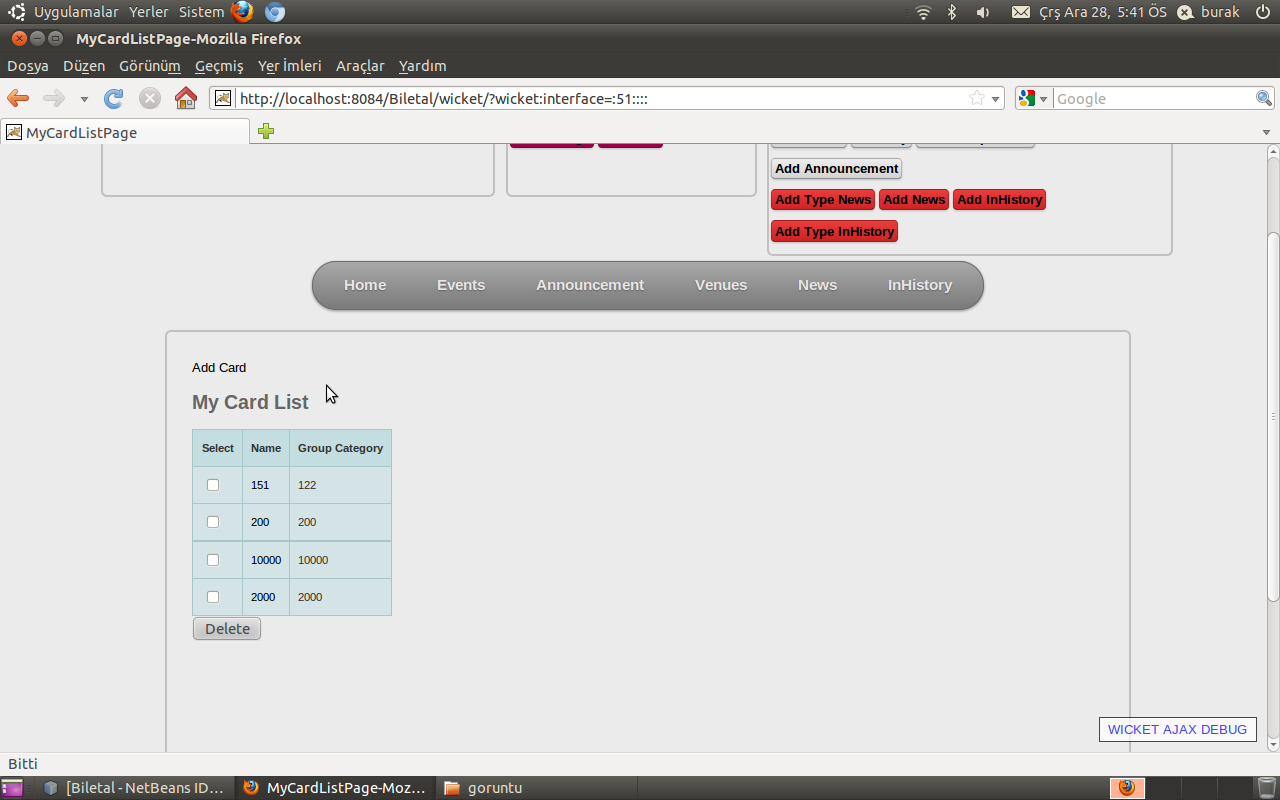 Uygulamalar Yerler Sistem Çrş Ara 28, 5:41 ÖS burak
MyCardListPage-Mozilla Firefox
Dosya Düzen Görünüm Geçmiş Yer İmleri Araçlar Yardım
http://localhost:8084/Biletal/wicket/?wicket:interface=:51:::: Google
MyCardListPage
Add Announcement
Add Type News Add News Add InHistory
Add Type InHistory
Home Events Announcement Venues News InHistory
Add Card
My Card List
Select Name Group Category
151 122
200 200
10000 10000
2000 2000
Delete
WICKET AJAX DEBUG
Bitti
[Biletal - NetBeans ID... MyCardListPage-Moz... goruntu